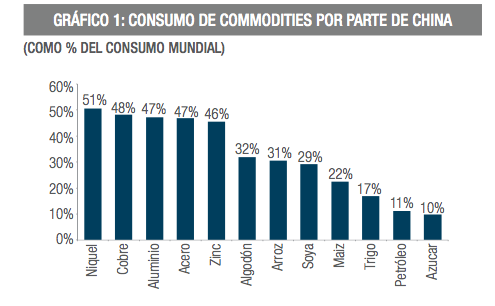 GRÁFICO 1: CONSUMO DE COMMODITIES POR PARTE DE CHINA
(COMO % DEL CONSUMO MUNDIAL)
60%
50%
40%
30%
20%
10%
0%
51%
48%
47%
47%
46%
32%
31%
29%
22%
17%
11%
10%
Niquel
Cobre
Aluminio
Acero
Zinc
Algodón
Arroz
Soya
Maiz
Trigo
Petróleo
Azucar